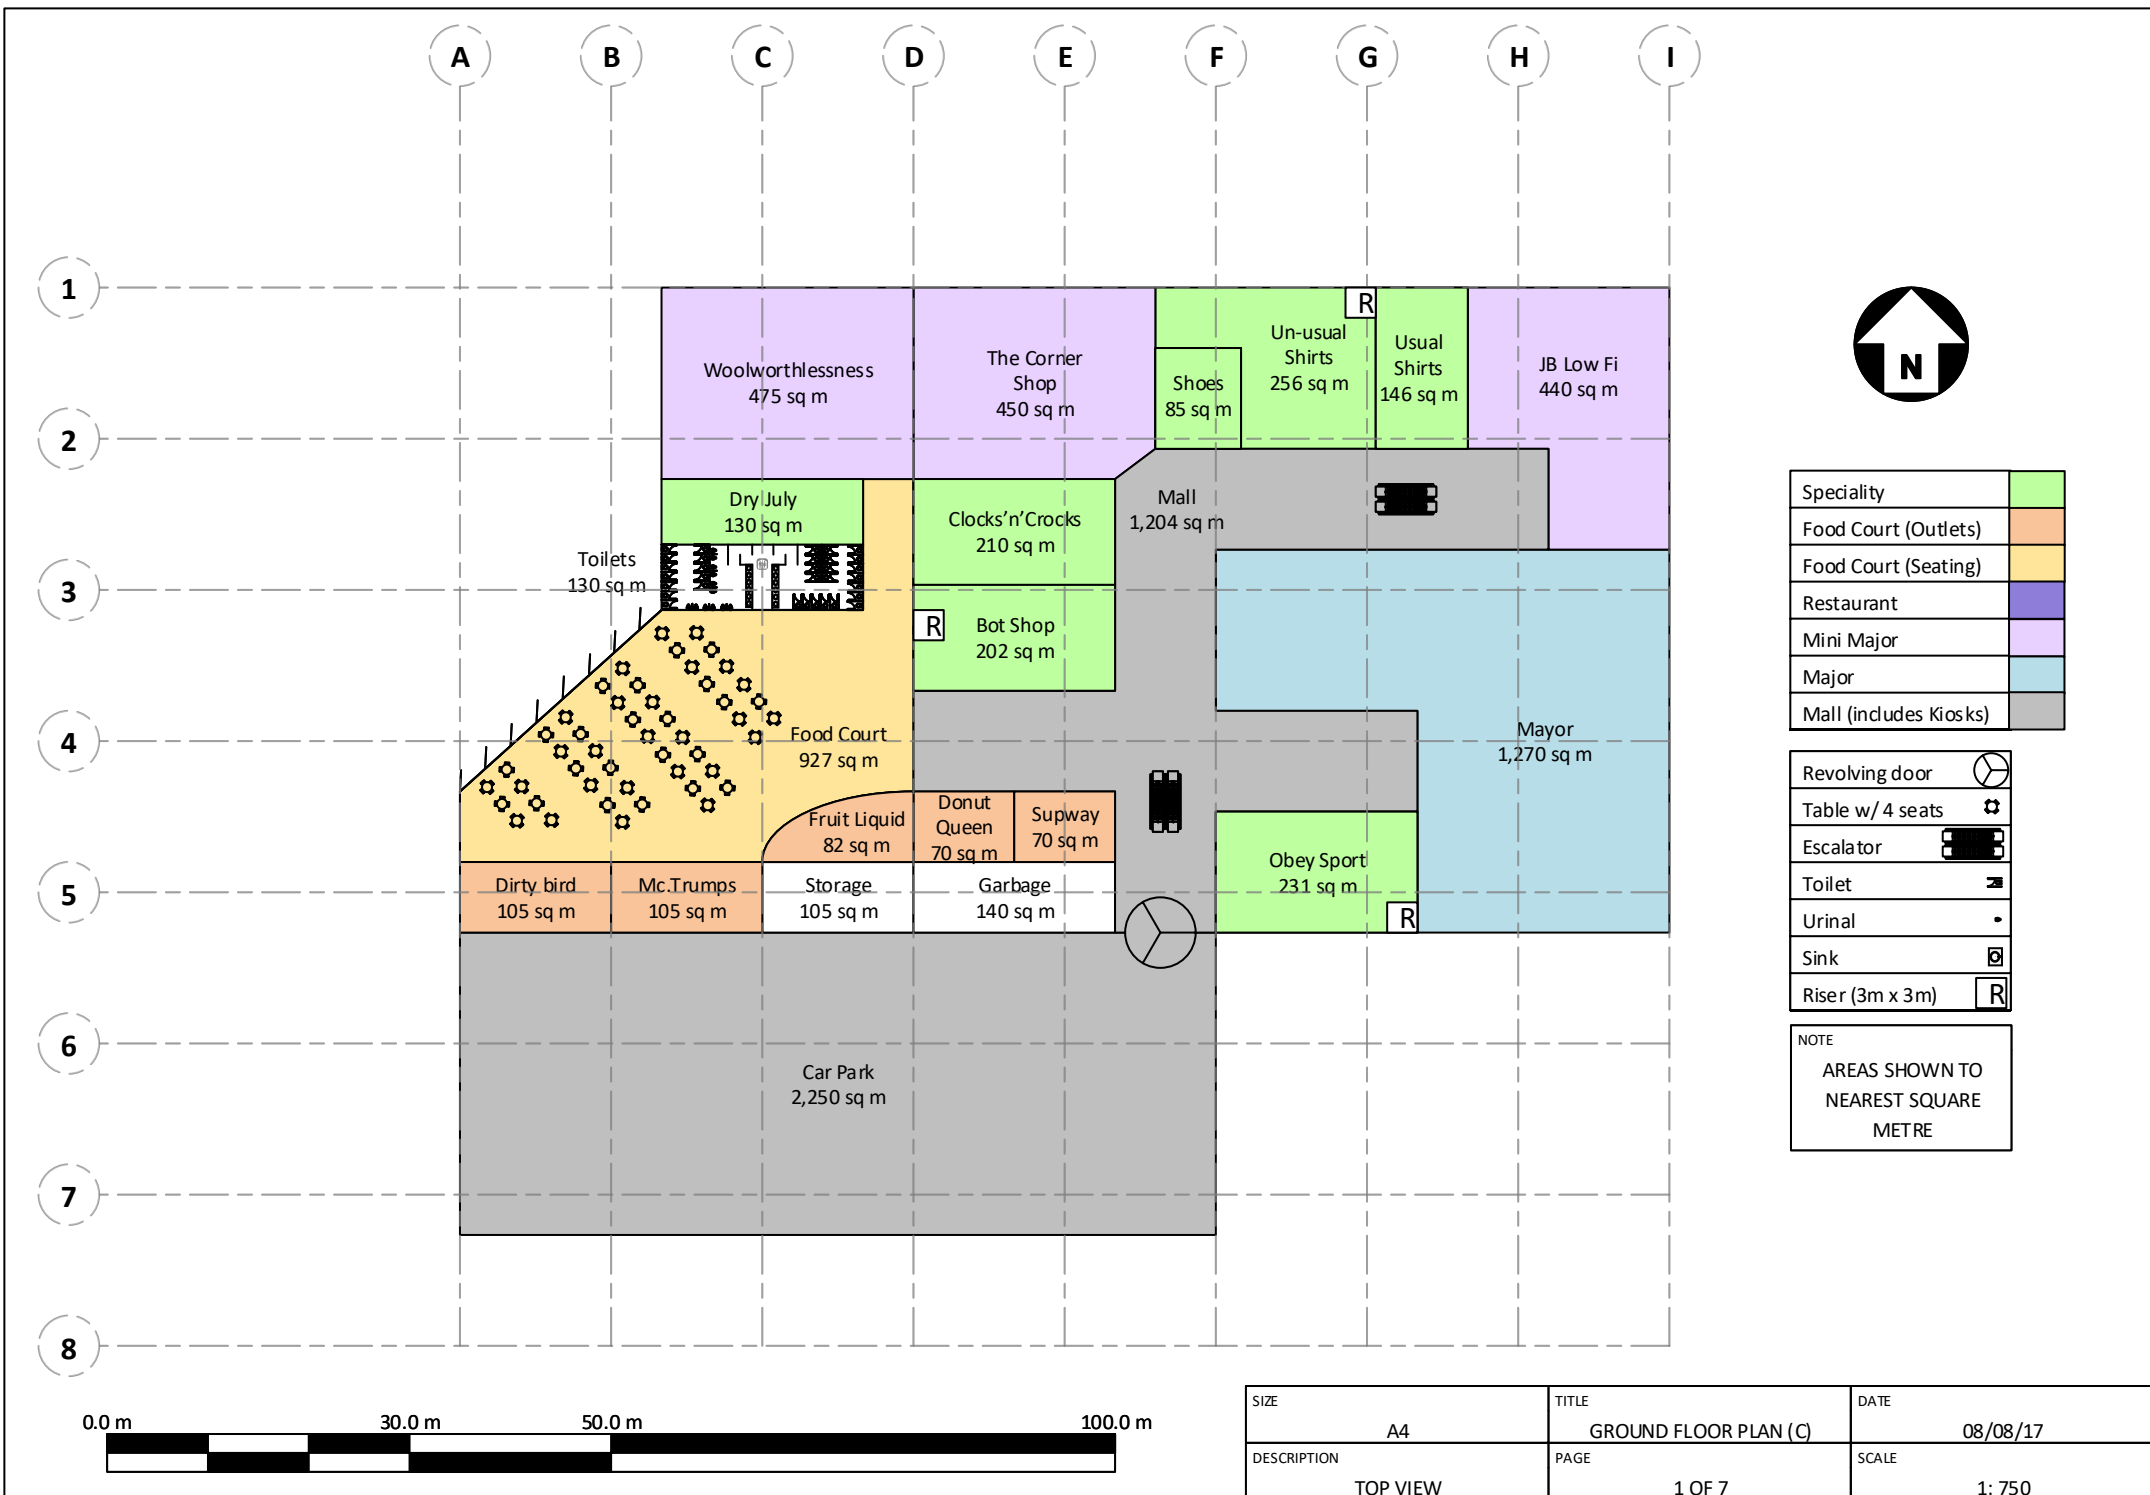 A B C D E F G H I
1
2
3
4
5
6
7
8
Woolworthlessness
475 sq m
The Corner
Shop
450 sq m
Shoes
85 sq m
Un-usual
Shirts
256 sq m
R
Usual
Shirts
146 sq m
JB Low Fi
440 sq m
Dry July
130 sq m
Toilets
130 sq m
Clocks'n'Crocks
210 sq m
Mall
1,204 sq m
R
Bot Shop
202 sq m
Food Court
927 sq m
Mayor
1,270 sq m
Fruit Liquid
82 sq m
Donut
Queen
70 sq m
Supway
70 sq m
Obey Sport
231 sq m
R
Dirty bird
105 sq m
Mc.Trumps
105 sq m
Storage
105 sq m
Garbage
140 sq m
Car Park
2,250 sq m
N
Speciality
Food Court (Outlets)
Food Court (Seating)
Restaurant
Mini Major
Major
Mall (includes Kiosks)
Revolving door
Table w/ 4 seats
Escalator
Toilet
Urinal
Sink
Riser (3m x 3m) R
NOTE
AREAS SHOWN TO
NEAREST SQUARE
METRE
0.0 m 30.0 m 50.0 m 100.0 m
SIZE
A4
TITLE
GROUND FLOOR PLAN (C)
DATE
08/08/17
DESCRIPTION
TOP VIEW
PAGE
1 OF 7
SCALE
1: 750